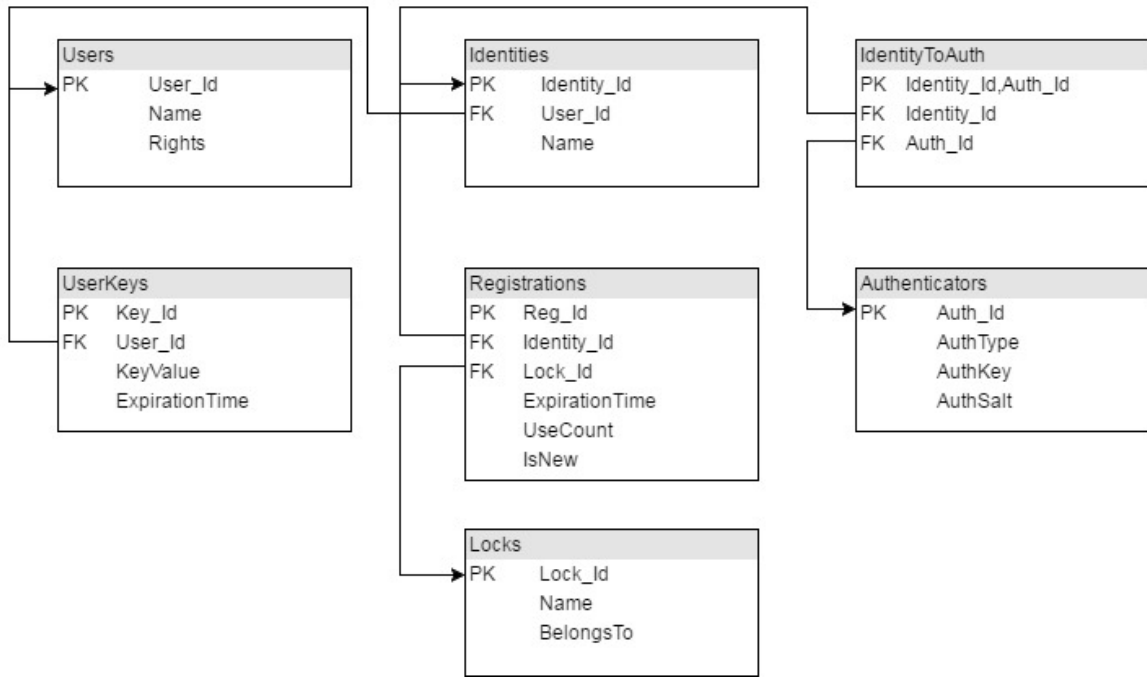 Users
PK User_Id
Name
Rights
Identities
PK Identity_Id
FK User_Id
Name
IdentityToAuth
PK Identity_Id,Auth_Id
FK Identity_Id
FK Auth_Id
UserKeys
PK Key_Id
FK User_Id
KeyValue
ExpirationTime
Registrations
PK Reg_Id
FK Identity_Id
FK Lock_Id
ExpirationTime
UseCount
IsNew
Authenticators
PK Auth_Id
AuthType
AuthKey
AuthSalt
Locks
PK Lock_Id
Name
BelongsTo